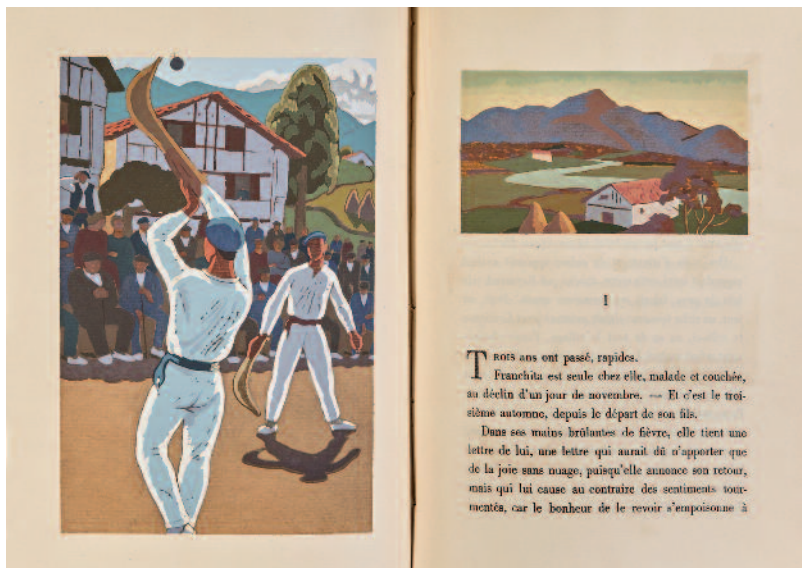 I
TROIS ans ont passé, rapides.
Franchita est seule chez elle, malade et couchée,
au déclin d'un jour de novembre. — Et c'est le troi-
sième automne, depuis le départ de son fils.
Dans ses mains brûlantes de fièvre, elle tient une
lettre de lui, une lettre qui aurait dû n'apporter que
de la joie sans nuage, puisqu'elle annonce son retour,
mais qui lui cause au contraire des sentiments tour-
mentés, car le bonheur de le revoir s'empoisonne à